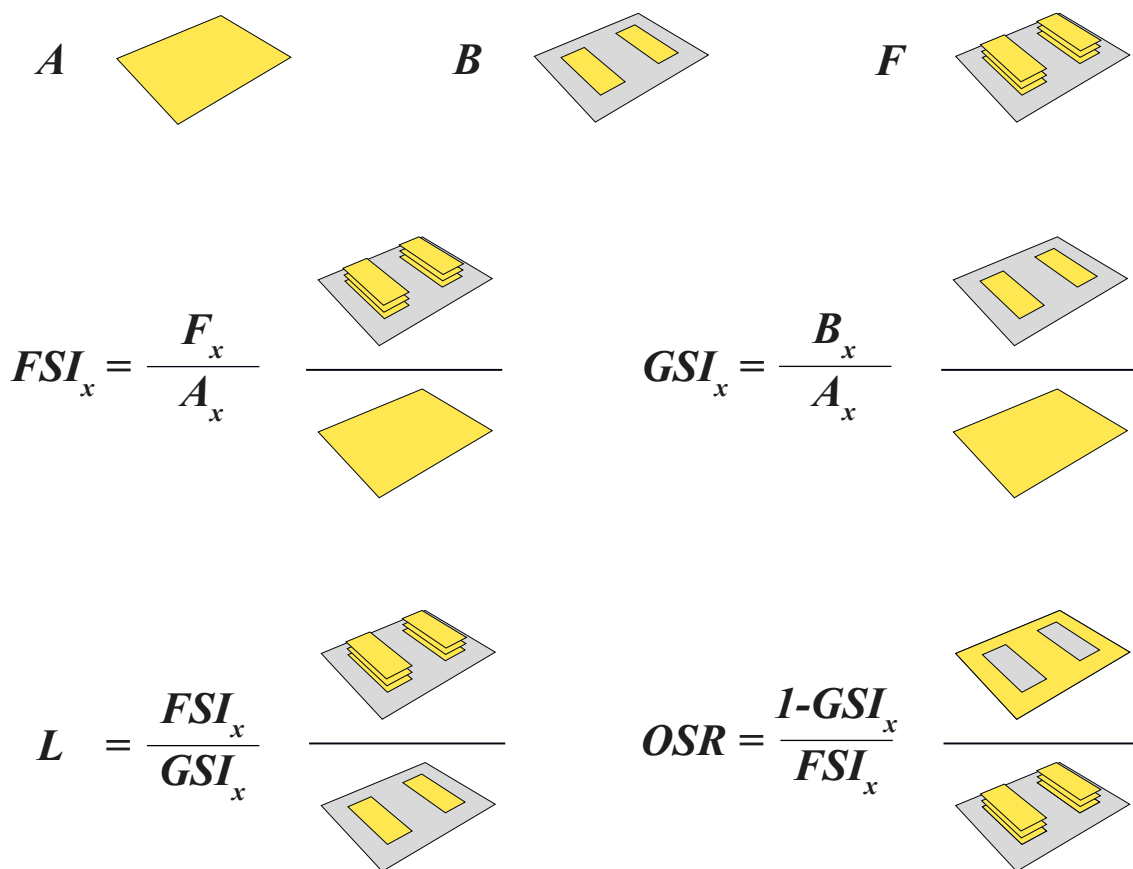 A B F
FSI_x = F_x / A_x GSI_x = B_x / A_x
L = FSI_x / GSI_x OSR = 1-GSI_x / FSI_x